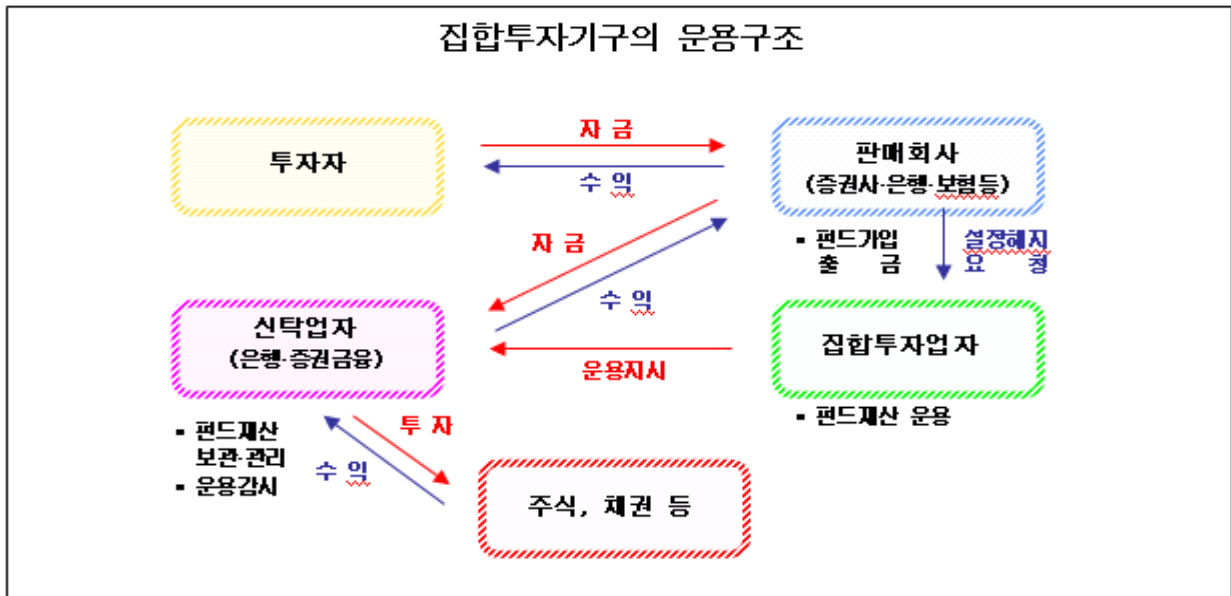 집합투자기구의 운용구조
자 금
투자자
판매회사
(증권사·은행·보험등)
수 익
자 금
▪ 펀드가입
출 금
설정해지
요 청
수 익
신탁업자
(은행·증권금융)
집합투자업자
운용지시
▪ 펀드재산
보관·관리
▪ 운용감시
투 자
수 익
▪ 펀드재산 운용
주식, 채권 등